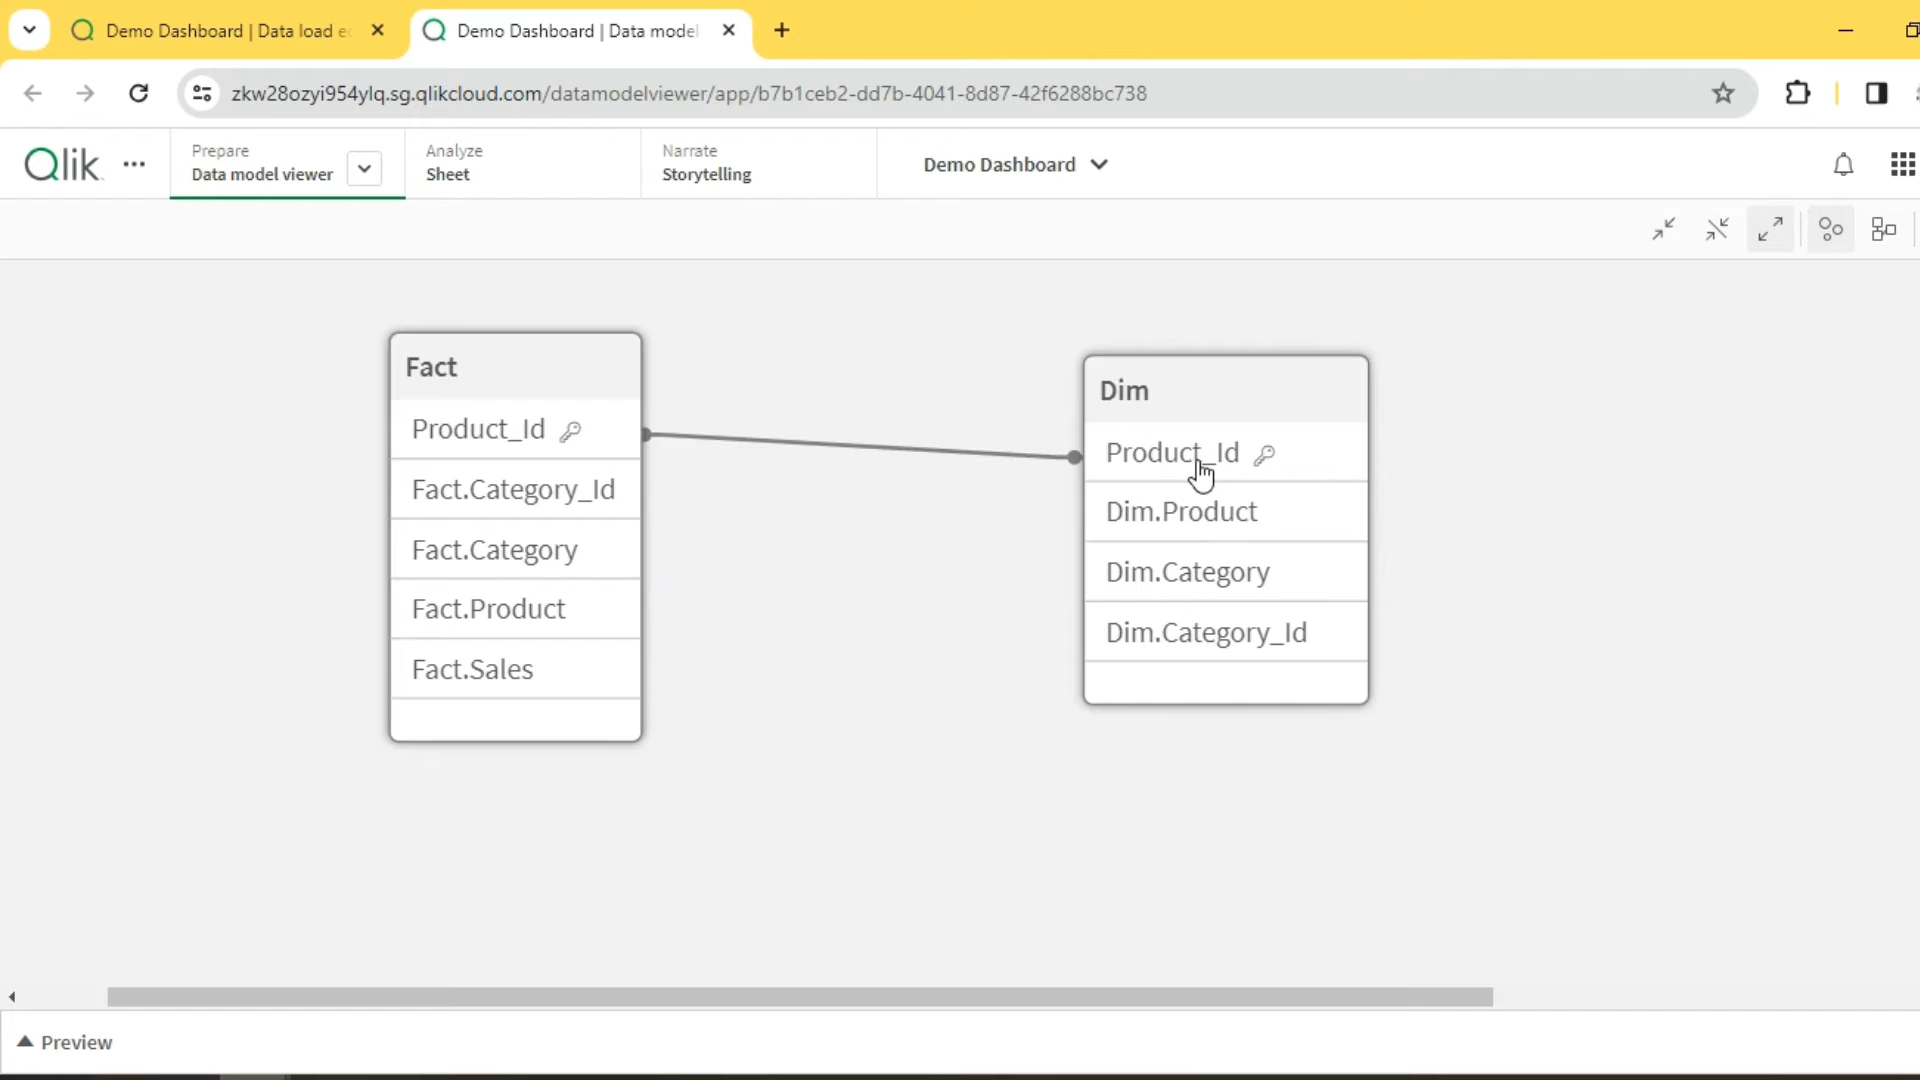 Demo Dashboard | Data load e
Demo Dashboard | Data model
zkw28ozyi954ylq.sg.qlikcloud.com/datamodelviewer/app/b7b1ceb2-dd7b-4041-8d87-42f6288bc738
Qlik
Prepare
Data model viewer
Analyze
Sheet
Narrate
Storytelling
Demo Dashboard
Fact
Product_Id
Fact.Category_Id
Fact.Category
Fact.Product
Fact.Sales
Dim
Product_Id
Dim.Product
Dim.Category
Dim.Category_Id
Preview